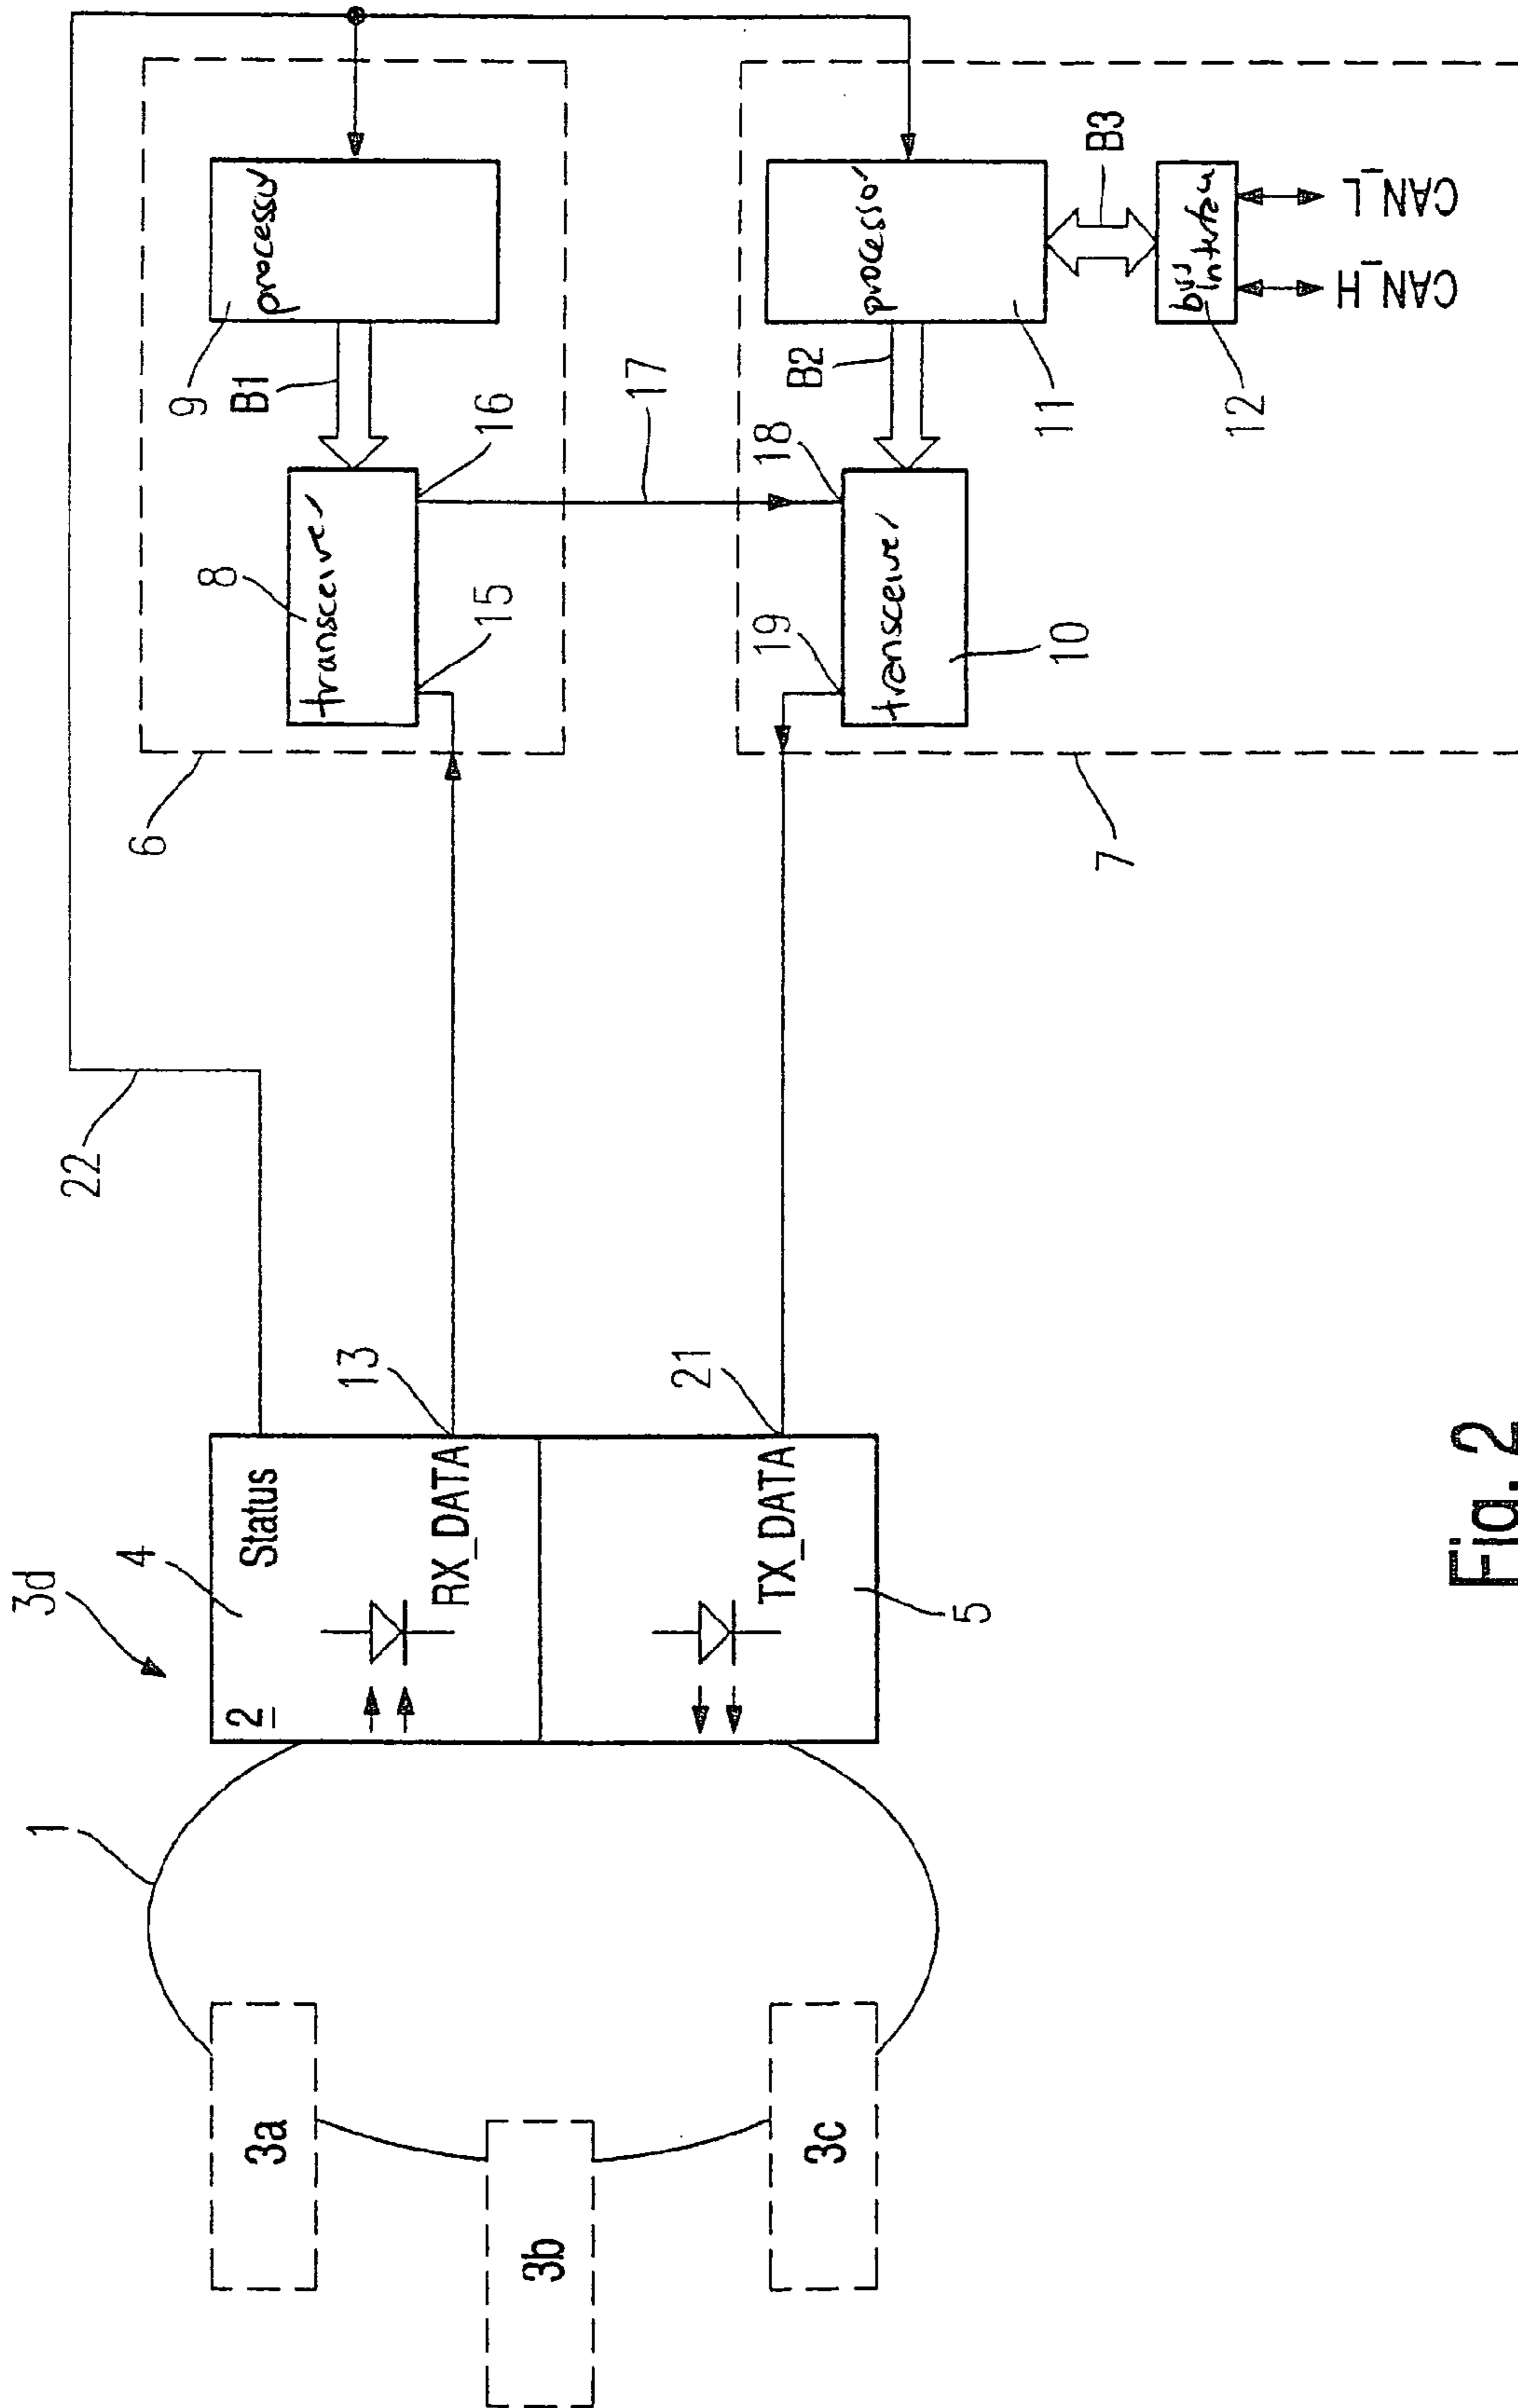 22
6
9
processor
B1
8
transceiver
16
15
17
3d
4
Status
2
13
RX_DATA
1
TX_DATA
21
5
19
18
transceiver
10
B2
processor
11
B3
bus
interface
12
CAN_H
CAN_L
7
3a
3b
3c
Fig. 2